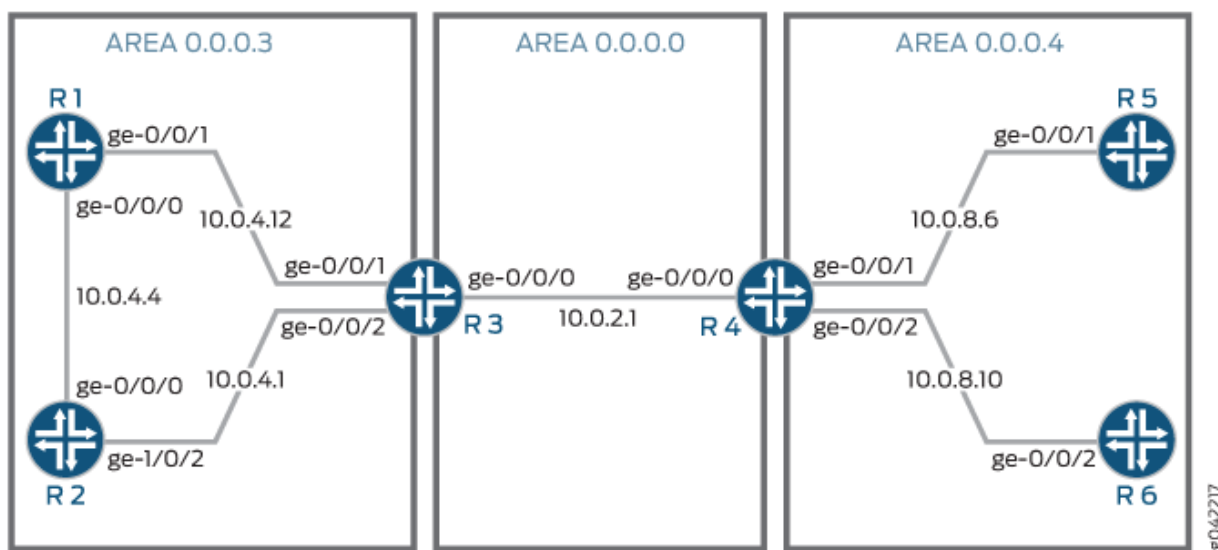 AREA 0.0.0.3
AREA 0.0.0.0
AREA 0.0.0.4
R1
ge-0/0/1
ge-0/0/0
10.0.4.12
10.0.4.4
ge-0/0/1
ge-0/0/2
R3
10.0.4.1
ge-0/0/0
ge-1/0/2
R2
ge-0/0/0
ge-0/0/0
10.0.2.1
R4
R5
ge-0/0/1
10.0.8.6
ge-0/0/1
ge-0/0/2
10.0.8.10
ge-0/0/2
R6
g042217